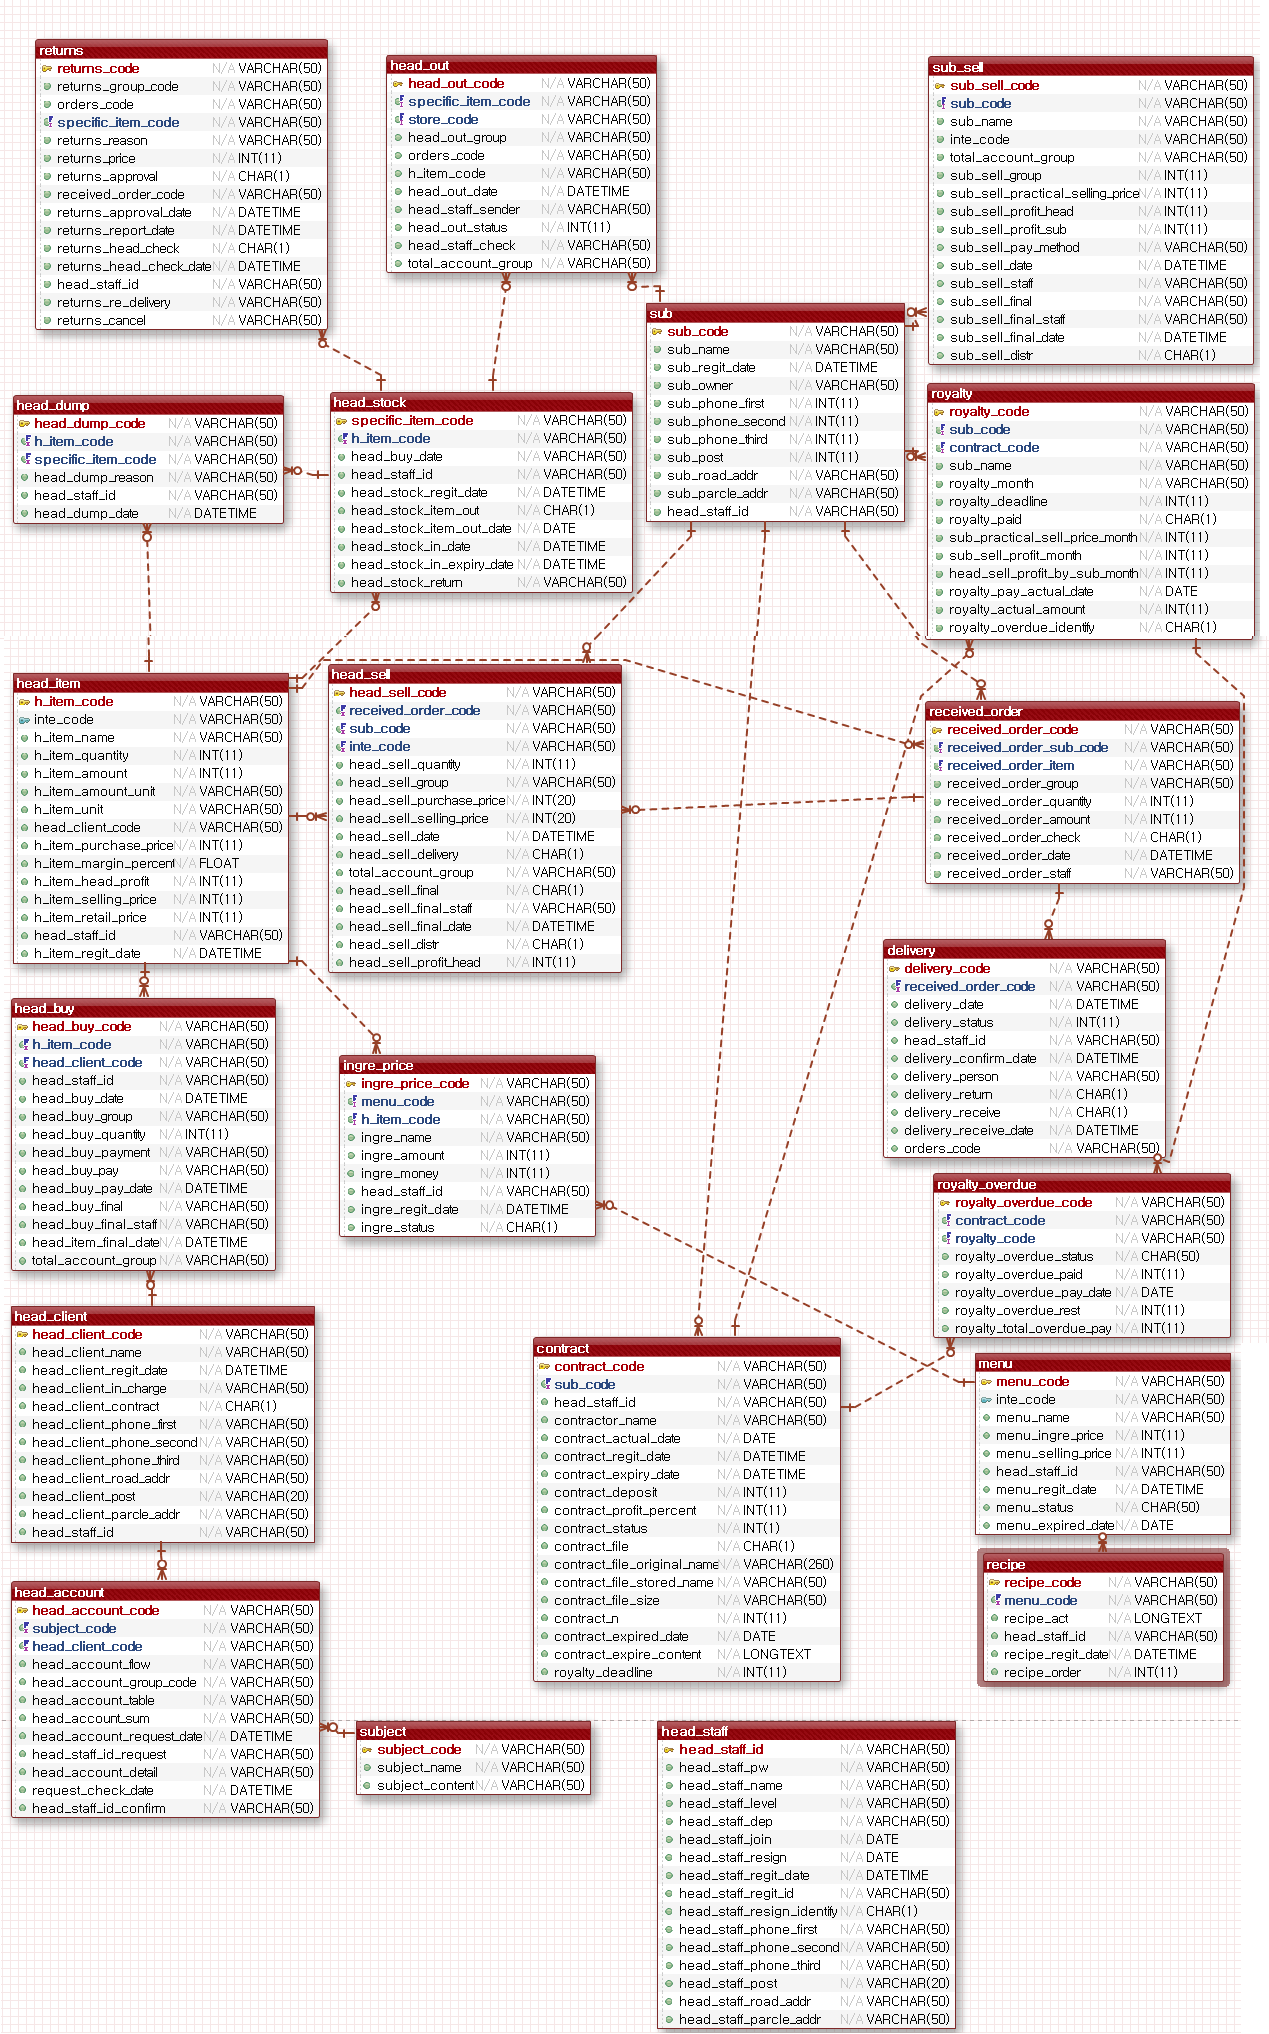 returns
returns_code N/A VARCHAR(50)
returns_group_code N/A VARCHAR(50)
orders_code N/A VARCHAR(50)
specific_item_code N/A VARCHAR(50)
returns_reason N/A VARCHAR(50)
returns_price N/A INT(11)
returns_approval N/A CHAR(1)
received_order_code N/A VARCHAR(50)
returns_approval_date N/A DATETIME
returns_report_date N/A DATETIME
returns_head_check N/A CHAR(1)
returns_head_check_date N/A DATETIME
head_staff_id N/A VARCHAR(50)
returns_re_delivery N/A VARCHAR(50)
returns_cancel N/A VARCHAR(50)
head_out
head_out_code N/A VARCHAR(50)
specific_item_code N/A VARCHAR(50)
store_code N/A VARCHAR(50)
head_out_group N/A VARCHAR(50)
orders_code N/A VARCHAR(50)
h_item_code N/A VARCHAR(50)
head_out_date N/A DATETIME
head_staff_sender N/A VARCHAR(50)
head_out_status N/A INT(11)
head_staff_check N/A VARCHAR(50)
total_account_group N/A VARCHAR(50)
sub_sell
sub_sell_code N/A VARCHAR(50)
sub_code N/A VARCHAR(50)
sub_name N/A VARCHAR(50)
inte_code N/A VARCHAR(50)
total_account_group N/A VARCHAR(50)
sub_sell_group N/A INT(11)
sub_sell_practical_selling_price N/A INT(11)
sub_sell_profit_head N/A INT(11)
sub_sell_profit_sub N/A INT(11)
sub_sell_pay_method N/A VARCHAR(50)
sub_sell_date N/A DATETIME
sub_sell_staff N/A VARCHAR(50)
sub_sell_final N/A VARCHAR(50)
sub_sell_final_staff N/A VARCHAR(50)
sub_sell_final_date N/A DATETIME
sub_sell_distr N/A CHAR(1)
sub
sub_code N/A VARCHAR(50)
sub_name N/A VARCHAR(50)
sub_regit_date N/A DATETIME
sub_owner N/A VARCHAR(50)
sub_phone_first N/A INT(11)
sub_phone_second N/A INT(11)
sub_phone_third N/A INT(11)
sub_post N/A INT(11)
sub_road_addr N/A VARCHAR(50)
sub_parcle_addr N/A VARCHAR(50)
head_staff_id N/A VARCHAR(50)
head_dump
head_dump_code N/A VARCHAR(50)
h_item_code N/A VARCHAR(50)
specific_item_code N/A VARCHAR(50)
head_dump_reason N/A VARCHAR(50)
head_staff_id N/A VARCHAR(50)
head_dump_date N/A DATETIME
head_stock
specific_item_code N/A VARCHAR(50)
h_item_code N/A VARCHAR(50)
head_buy_date N/A VARCHAR(50)
head_staff_id N/A VARCHAR(50)
head_stock_regit_date N/A DATETIME
head_stock_item_out N/A CHAR(1)
head_stock_item_out_date N/A DATE
head_stock_in_date N/A DATETIME
head_stock_in_expiry_date N/A DATETIME
head_stock_return N/A VARCHAR(50)
royalty
royalty_code N/A VARCHAR(50)
sub_code N/A VARCHAR(50)
contract_code N/A VARCHAR(50)
sub_name N/A VARCHAR(50)
royalty_month N/A VARCHAR(50)
royalty_deadline N/A INT(11)
royalty_paid N/A CHAR(1)
sub_practical_sell_price_month N/A INT(11)
sub_sell_profit_month N/A INT(11)
head_sell_profit_by_sub_month N/A INT(11)
royalty_pay_actual_date N/A DATE
royalty_actual_amount N/A INT(11)
royalty_overdue_identify N/A CHAR(1)
head_item
h_item_code N/A VARCHAR(50)
inte_code N/A VARCHAR(50)
h_item_name N/A VARCHAR(50)
h_item_quantity N/A INT(11)
h_item_amount N/A INT(11)
h_item_amount_unit N/A VARCHAR(50)
h_item_unit N/A VARCHAR(50)
head_client_code N/A VARCHAR(50)
h_item_purchase_price N/A INT(11)
h_item_margin_percent N/A FLOAT
h_item_head_profit N/A INT(11)
h_item_selling_price N/A INT(11)
h_item_retail_price N/A INT(11)
head_staff_id N/A VARCHAR(50)
h_item_regit_date N/A DATETIME
head_sell
head_sell_code N/A VARCHAR(50)
received_order_code N/A VARCHAR(50)
sub_code N/A VARCHAR(50)
inte_code N/A VARCHAR(50)
head_sell_quantity N/A INT(11)
head_sell_group N/A VARCHAR(50)
head_sell_purchase_price N/A INT(20)
head_sell_selling_price N/A INT(20)
head_sell_date N/A DATETIME
head_sell_delivery N/A CHAR(1)
total_account_group N/A VARCHAR(50)
head_sell_final N/A CHAR(1)
head_sell_final_staff N/A VARCHAR(50)
head_sell_final_date N/A DATETIME
head_sell_distr N/A CHAR(1)
head_sell_profit_head N/A INT(11)
received_order
received_order_code N/A VARCHAR(50)
received_order_sub_code N/A VARCHAR(50)
received_order_item N/A VARCHAR(50)
received_order_group N/A VARCHAR(50)
received_order_quantity N/A INT(11)
received_order_amount N/A INT(11)
received_order_check N/A CHAR(1)
received_order_date N/A DATETIME
received_order_staff N/A VARCHAR(50)
delivery
delivery_code N/A VARCHAR(50)
received_order_code N/A VARCHAR(50)
delivery_date N/A DATETIME
delivery_status N/A INT(11)
head_staff_id N/A VARCHAR(50)
delivery_confirm_date N/A DATETIME
delivery_person N/A VARCHAR(50)
delivery_return N/A CHAR(1)
delivery_receive N/A CHAR(1)
delivery_receive_date N/A DATETIME
orders_code N/A VARCHAR(50)
head_buy
head_buy_code N/A VARCHAR(50)
h_item_code N/A VARCHAR(50)
head_client_code N/A VARCHAR(50)
head_staff_id N/A VARCHAR(50)
head_buy_date N/A DATETIME
head_buy_group N/A VARCHAR(50)
head_buy_quantity N/A INT(11)
head_buy_payment N/A VARCHAR(50)
head_buy_pay N/A VARCHAR(50)
head_buy_pay_date N/A DATETIME
head_buy_final N/A VARCHAR(50)
head_buy_final_staff N/A VARCHAR(50)
head_item_final_date N/A DATETIME
total_account_group N/A VARCHAR(50)
ingre_price
ingre_price_code N/A VARCHAR(50)
menu_code N/A VARCHAR(50)
h_item_code N/A VARCHAR(50)
ingre_name N/A VARCHAR(50)
ingre_amount N/A INT(11)
ingre_money N/A INT(11)
head_staff_id N/A VARCHAR(50)
ingre_regit_date N/A DATETIME
ingre_status N/A CHAR(1)
royalty_overdue
royalty_overdue_code N/A VARCHAR(50)
contract_code N/A VARCHAR(50)
royalty_code N/A VARCHAR(50)
royalty_overdue_status N/A CHAR(50)
royalty_overdue_paid N/A INT(11)
royalty_overdue_pay_date N/A DATE
royalty_overdue_rest N/A INT(11)
royalty_total_overdue_pay N/A INT(11)
head_client
head_client_code N/A VARCHAR(50)
head_client_name N/A VARCHAR(50)
head_client_regit_date N/A DATETIME
head_client_in_charge N/A VARCHAR(50)
head_client_contract N/A CHAR(1)
head_client_phone_first N/A VARCHAR(50)
head_client_phone_second N/A VARCHAR(50)
head_client_phone_third N/A VARCHAR(50)
head_client_road_addr N/A VARCHAR(50)
head_client_post N/A VARCHAR(20)
head_client_parcle_addr N/A VARCHAR(50)
head_staff_id N/A VARCHAR(50)
contract
contract_code N/A VARCHAR(50)
sub_code N/A VARCHAR(50)
head_staff_id N/A VARCHAR(50)
contractor_name N/A VARCHAR(50)
contract_actual_date N/A DATE
contract_regit_date N/A DATETIME
contract_expiry_date N/A DATETIME
contract_deposit N/A INT(11)
contract_profit_percent N/A INT(11)
contract_status N/A INT(1)
contract_file N/A CHAR(1)
contract_file_original_name N/A VARCHAR(260)
contract_file_stored_name N/A VARCHAR(50)
contract_file_size N/A VARCHAR(50)
contract_n N/A INT(11)
contract_expired_date N/A DATE
contract_expire_content N/A LONGTEXT
royalty_deadline N/A INT(11)
menu
menu_code N/A VARCHAR(50)
inte_code N/A VARCHAR(50)
menu_name N/A VARCHAR(50)
menu_ingre_price N/A INT(11)
menu_selling_price N/A INT(11)
head_staff_id N/A VARCHAR(50)
menu_regit_date N/A DATETIME
menu_status N/A CHAR(50)
menu_expired_date N/A DATE
recipe
recipe_code N/A VARCHAR(50)
menu_code N/A VARCHAR(50)
recipe_act N/A LONGTEXT
head_staff_id N/A VARCHAR(50)
recipe_regit_date N/A DATETIME
recipe_order N/A INT(11)
head_account
head_account_code N/A VARCHAR(50)
subject_code N/A VARCHAR(50)
head_client_code N/A VARCHAR(50)
head_account_flow N/A VARCHAR(50)
head_account_group_code N/A VARCHAR(50)
head_account_table N/A VARCHAR(50)
head_account_sum N/A VARCHAR(50)
head_account_request_date N/A DATETIME
head_staff_id_request N/A VARCHAR(50)
head_account_detail N/A VARCHAR(50)
request_check_date N/A DATETIME
head_staff_id_confirm N/A VARCHAR(50)
subject
subject_code N/A VARCHAR(50)
subject_name N/A VARCHAR(50)
subject_content N/A VARCHAR(50)
head_staff
head_staff_id N/A VARCHAR(50)
head_staff_pw N/A VARCHAR(50)
head_staff_name N/A VARCHAR(50)
head_staff_level N/A VARCHAR(50)
head_staff_dep N/A VARCHAR(50)
head_staff_join N/A DATE
head_staff_resign N/A DATE
head_staff_regit_date N/A DATETIME
head_staff_regit_id N/A VARCHAR(50)
head_staff_resign_identify N/A CHAR(1)
head_staff_phone_first N/A VARCHAR(50)
head_staff_phone_second N/A VARCHAR(50)
head_staff_phone_third N/A VARCHAR(50)
head_staff_post N/A VARCHAR(20)
head_staff_road_addr N/A VARCHAR(50)
head_staff_parcle_addr N/A VARCHAR(50)